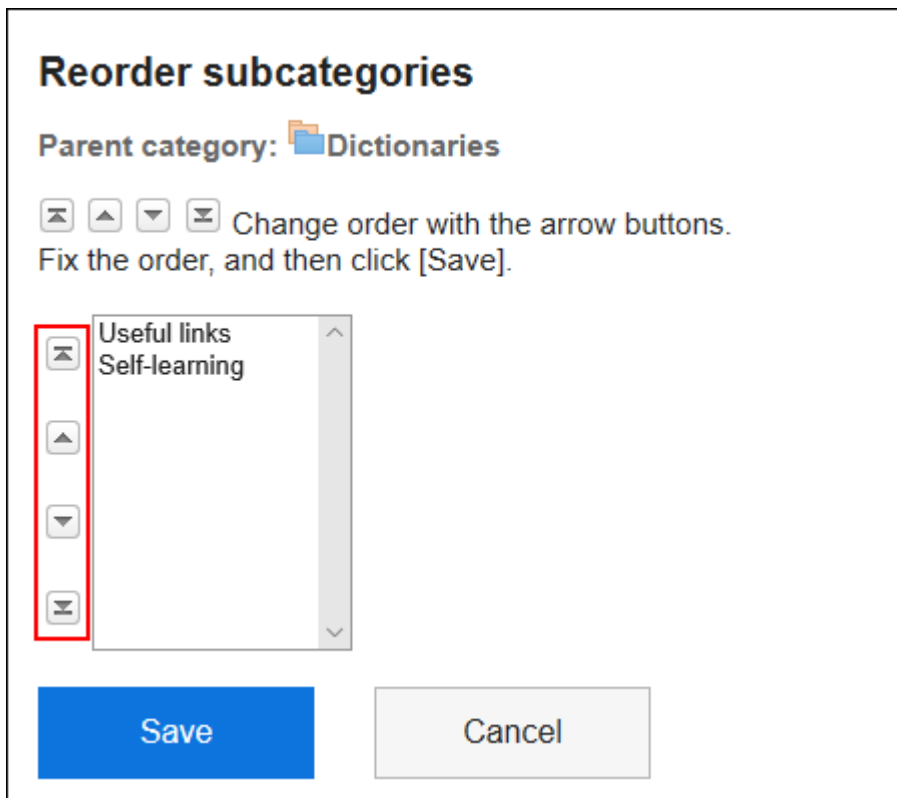 Reorder subcategories
Parent category: Dictionaries
Change order with the arrow buttons.
Fix the order, and then click [Save].
Useful links
Self-learning
Save
Cancel